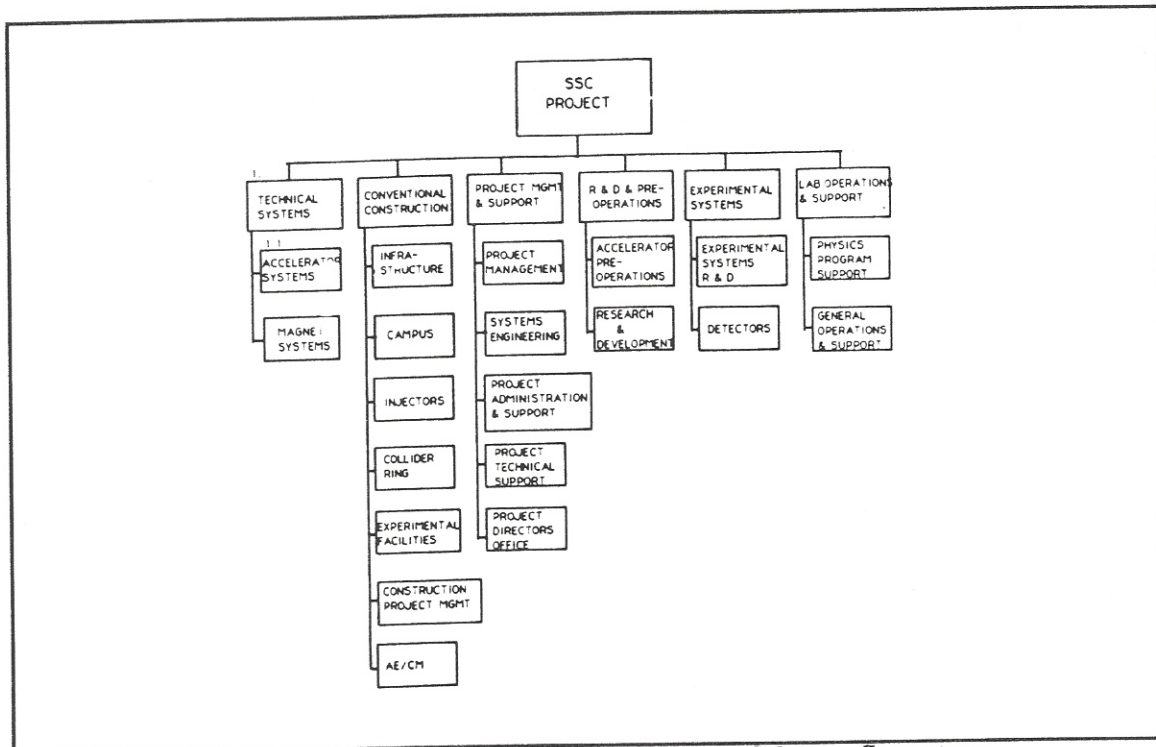 SSC
PROJECT
1.
TECHNICAL
SYSTEMS
CONVENTIONAL
CONSTRUCTION
PROJECT MGMT
& SUPPORT
R & D & PRE-
OPERATIONS
EXPERIMENTAL
SYSTEMS
LAB OPERATIONS
& SUPPORT
1.1
ACCELERATOR
SYSTEMS
MAGNET
SYSTEMS
INFRA-
STRUCTURE
CAMPUS
INJECTORS
COLLIDER
RING
EXPERIMENTAL
FACILITIES
CONSTRUCTION
PROJECT MGMT
AE/CM
PROJECT
MANAGEMENT
SYSTEMS
ENGINEERING
PROJECT
ADMINISTRATION
& SUPPORT
PROJECT
TECHNICAL
SUPPORT
PROJECT
DIRECTORS
OFFICE
ACCELERATOR
PRE-
OPERATIONS
RESEARCH
&
DEVELOPMENT
EXPERIMENTAL
SYSTEMS
R & D
DETECTORS
PHYSICS
PROGRAM
SUPPORT
GENERAL
OPERATIONS
& SUPPORT